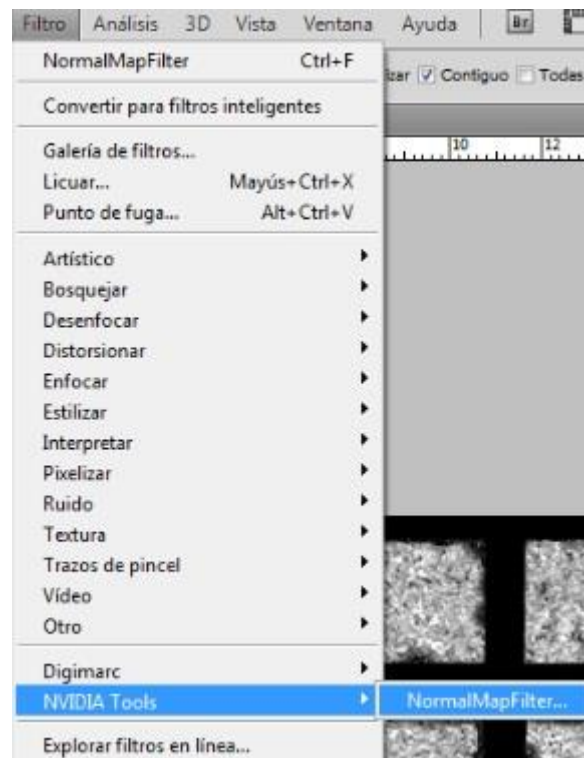 Filtro Análisis 3D Vista Ventana Ayuda Br
NormalMapFilter Ctrl+F
Contiguo Todas
Convertir para filtros inteligentes
Galería de filtros...
10 12
Licuar... Mayús+Ctrl+X
Punto de fuga... Alt+Ctrl+V
Artístico
Bosquejar
Desenfocar
Distorsionar
Enfocar
Estilizar
Interpretar
Pixelizar
Ruido
Textura
Trazos de pincel
Vídeo
Otro
Digimarc
NVIDIA Tools NormalMapFilter...
Explorar filtros en línea...